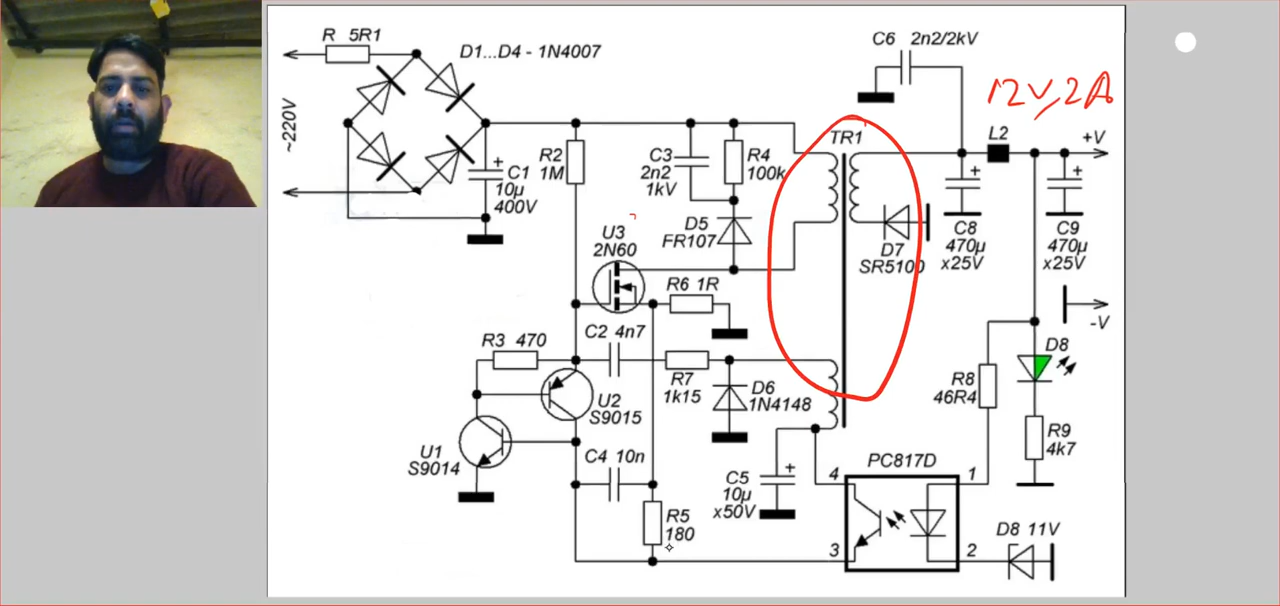 R 5R1
D1...D4 - 1N4007
C6 2n2/2kV
12V,2A
~220V
+
C1
10µ
400V
R2
1M
C3
2n2
1kV
R4
100k
TR1
L2
+V
+
C8
470µ
x25V
+
C9
470µ
x25V
D5
FR107
D7
SR5100
U3
2N60
R6 1R
-V
R3 470
C2 4n7
R7
1k15
D6
1N4148
D8
R8
46R4
U2
S9015
U1
S9014
R9
4k7
C4 10n
PC817D
+
C5
10µ
x50V
4
1
R5
180
3
2
D8 11V